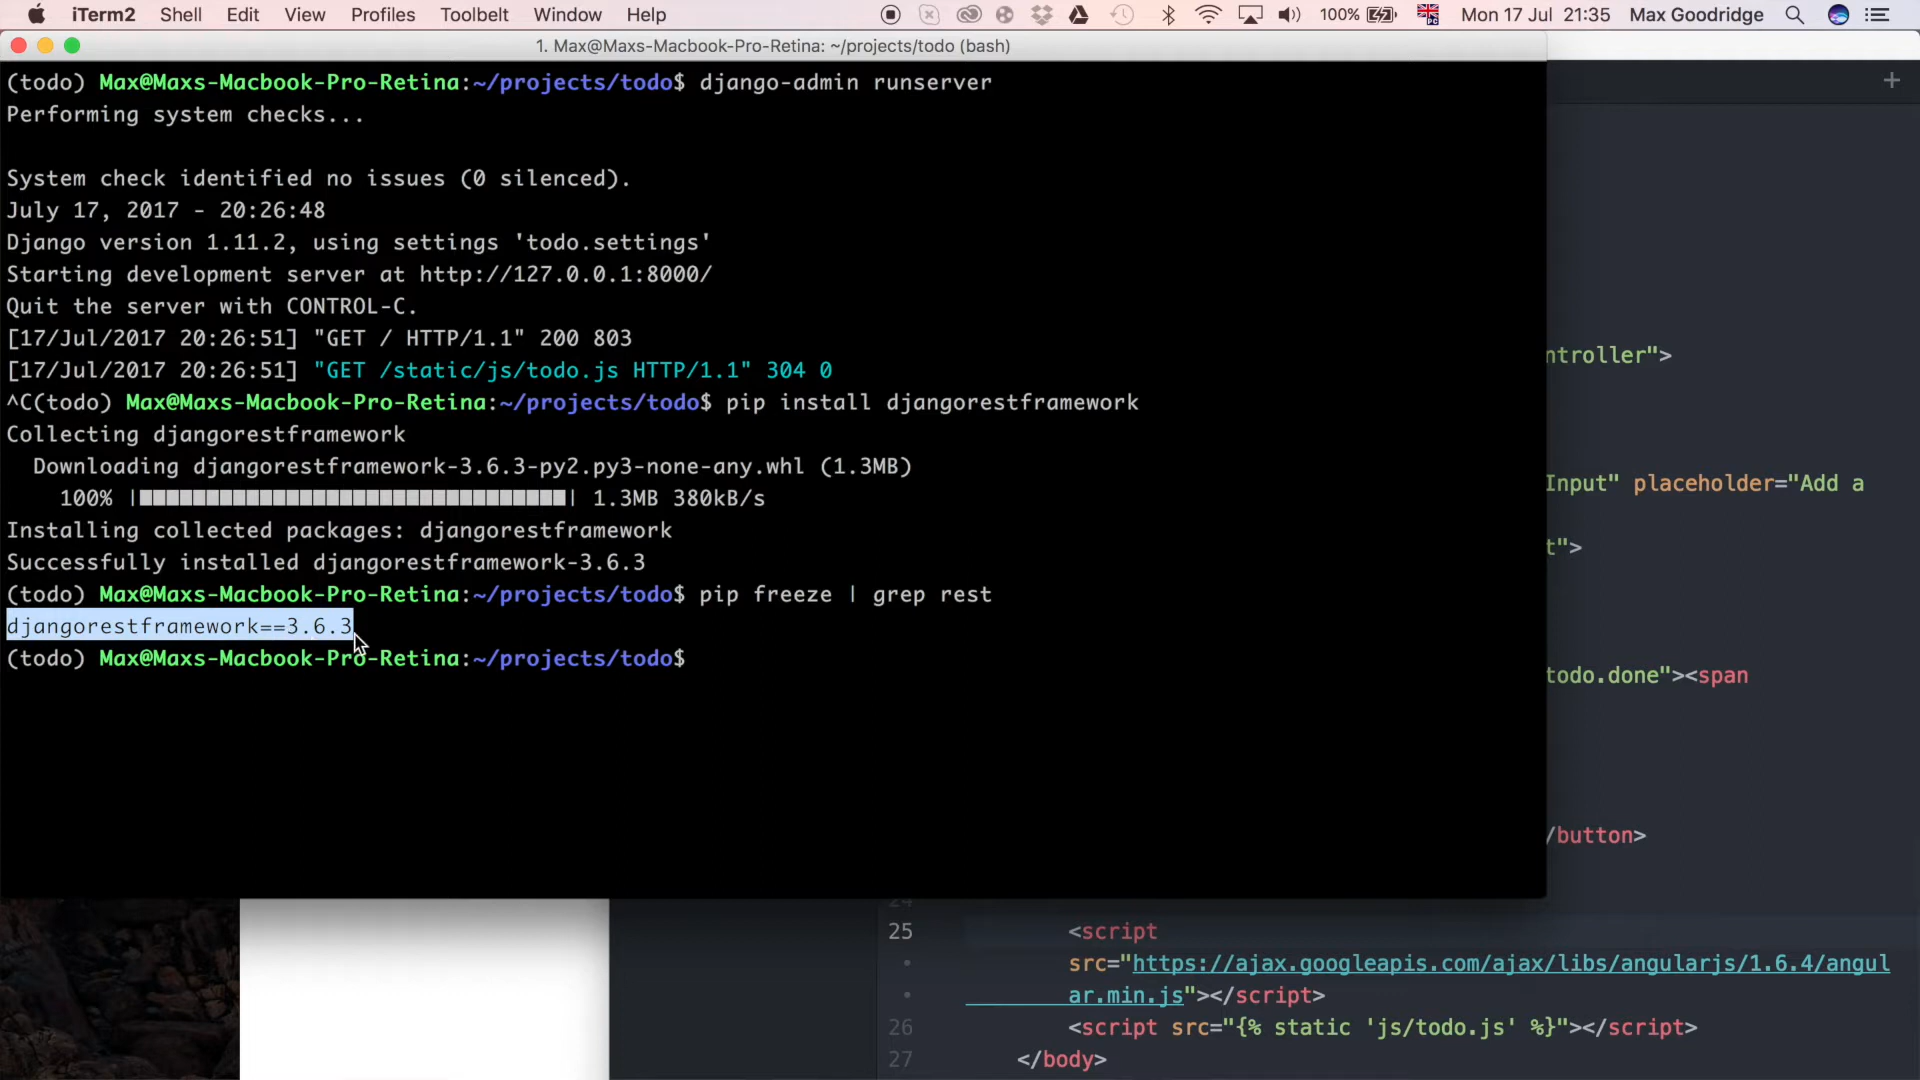 iTerm2 Shell Edit View Profiles Toolbelt Window Help 100% Mon 17 Jul 21:35 Max Goodridge
1. Max@Maxs-Macbook-Pro-Retina: ~/projects/todo (bash)
(todo) Max@Maxs-Macbook-Pro-Retina:~/projects/todo$ django-admin runserver
Performing system checks...
System check identified no issues (0 silenced).
July 17, 2017 - 20:26:48
Django version 1.11.2, using settings 'todo.settings'
Starting development server at http://127.0.0.1:8000/
Quit the server with CONTROL-C.
[17/Jul/2017 20:26:51] "GET / HTTP/1.1" 200 803
[17/Jul/2017 20:26:51] "GET /static/js/todo.js HTTP/1.1" 304 0
^C(todo) Max@Maxs-Macbook-Pro-Retina:~/projects/todo$ pip install djangorestframework
Collecting djangorestframework
Downloading djangorestframework-3.6.3-py2.py3-none-any.whl (1.3MB)
100% |████████████████████████████████| 1.3MB 380kB/s
Installing collected packages: djangorestframework
Successfully installed djangorestframework-3.6.3
(todo) Max@Maxs-Macbook-Pro-Retina:~/projects/todo$ pip freeze | grep rest
djangorestframework==3.6.3
(todo) Max@Maxs-Macbook-Pro-Retina:~/projects/todo$
ntroller">
Input" placeholder="Add a
t">
todo.done"><span
/button>
24
25 <script
src="https://ajax.googleapis.com/ajax/libs/angularjs/1.6.4/angul
ar.min.js"></script>
26 <script src="{% static 'js/todo.js' %}"></script>
27 </body>